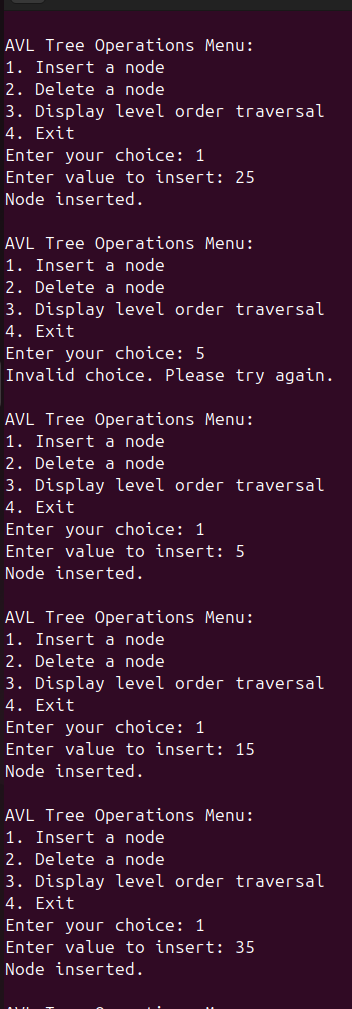 AVL Tree Operations Menu:
1. Insert a node
2. Delete a node
3. Display level order traversal
4. Exit
Enter your choice: 1
Enter value to insert: 25
Node inserted.
AVL Tree Operations Menu:
1. Insert a node
2. Delete a node
3. Display level order traversal
4. Exit
Enter your choice: 5
Invalid choice. Please try again.
AVL Tree Operations Menu:
1. Insert a node
2. Delete a node
3. Display level order traversal
4. Exit
Enter your choice: 1
Enter value to insert: 5
Node inserted.
AVL Tree Operations Menu:
1. Insert a node
2. Delete a node
3. Display level order traversal
4. Exit
Enter your choice: 1
Enter value to insert: 15
Node inserted.
AVL Tree Operations Menu:
1. Insert a node
2. Delete a node
3. Display level order traversal
4. Exit
Enter your choice: 1
Enter value to insert: 35
Node inserted.